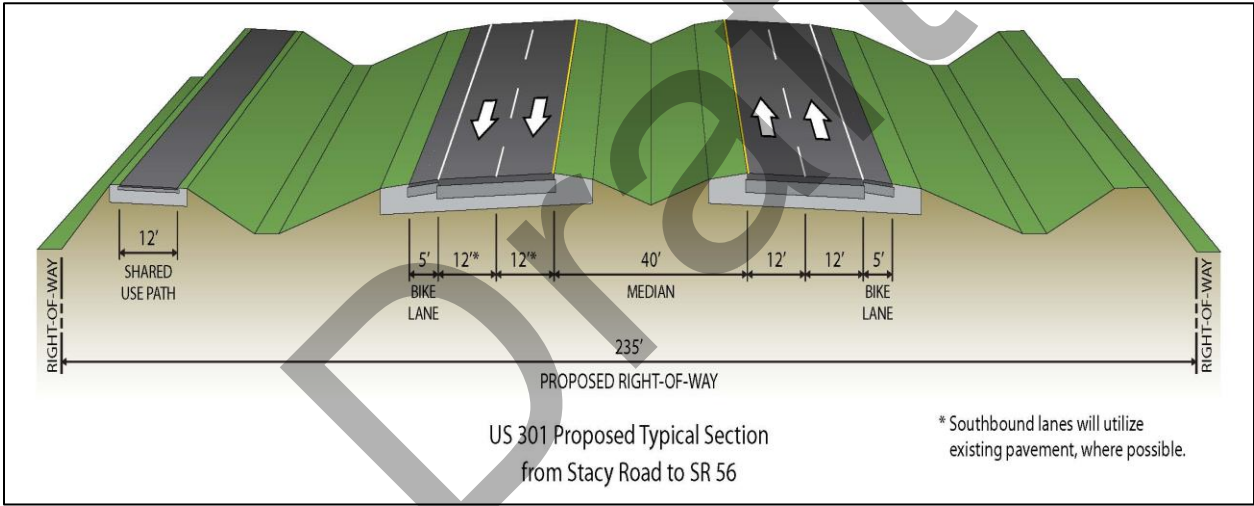 Draft
12'
SHARED
USE PATH
5'
12'*
12'*
40'
12'
12'
5'
BIKE
LANE
MEDIAN
BIKE
LANE
RIGHT-OF-WAY
RIGHT-OF-WAY
235'
PROPOSED RIGHT-OF-WAY
US 301 Proposed Typical Section
from Stacy Road to SR 56
* Southbound lanes will utilize
existing pavement, where possible.